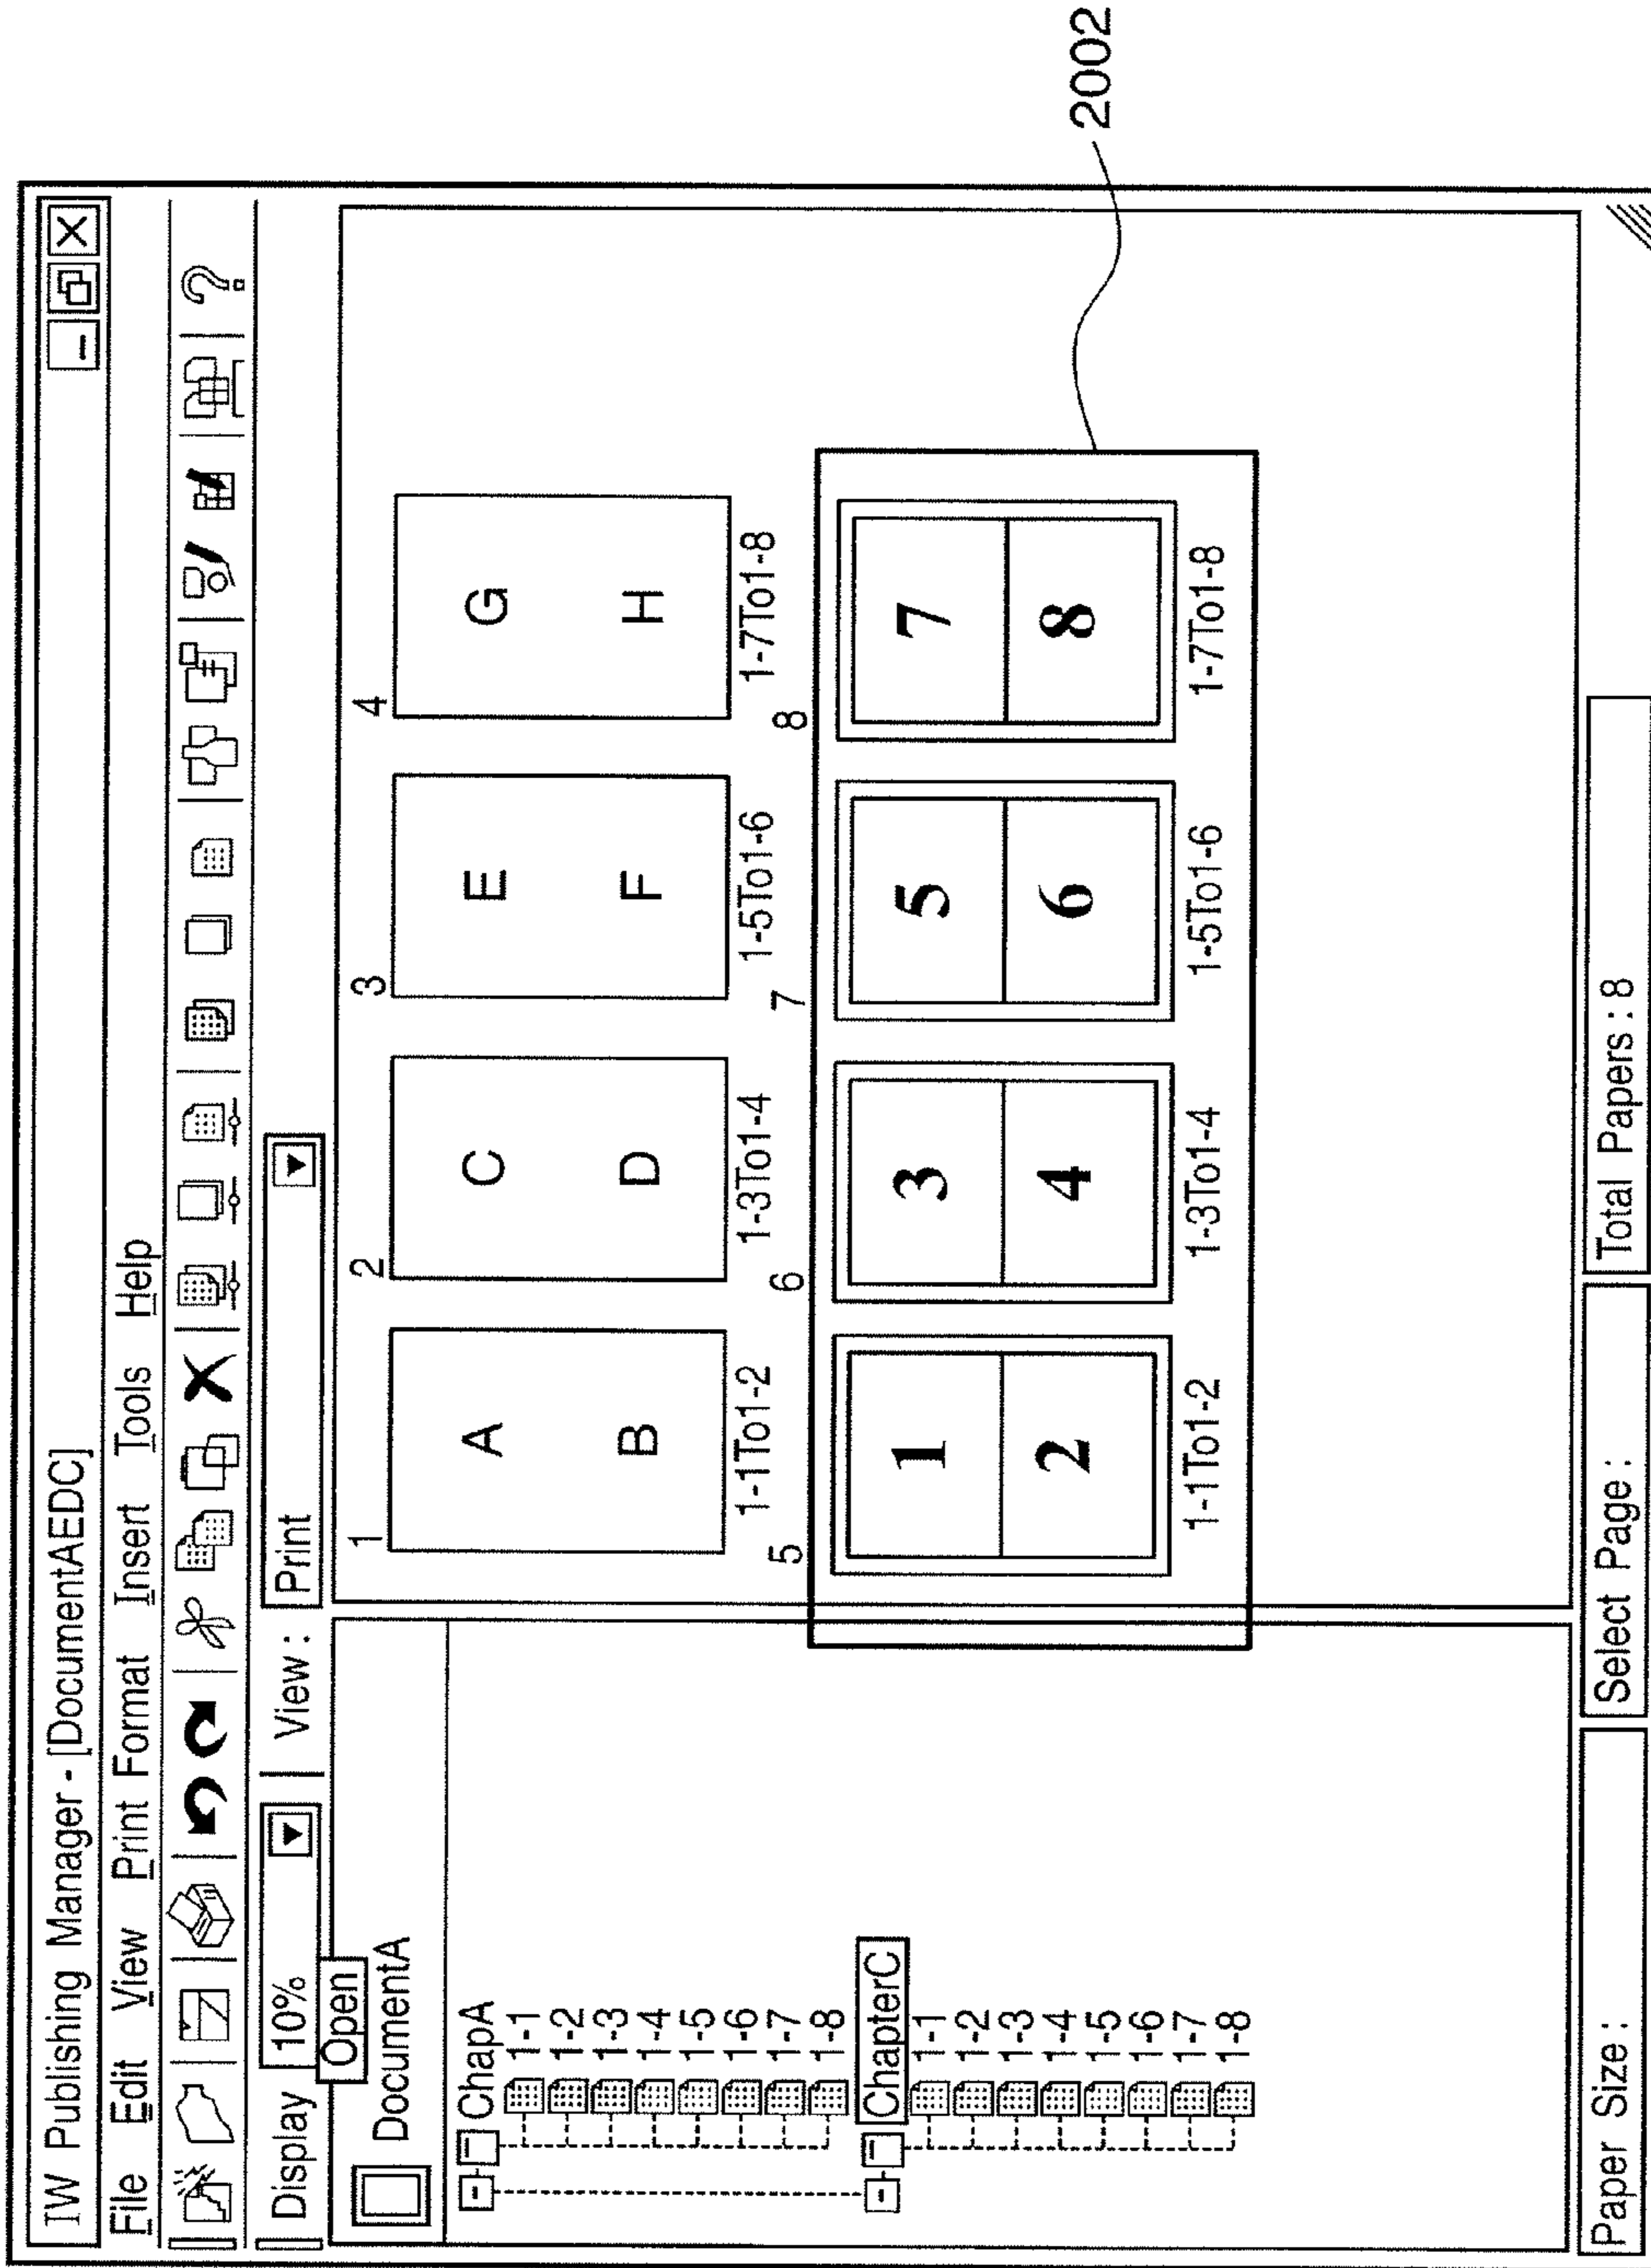 IW Publishing Manager - [DocumentAEDC]
File Edit View Print Format Insert Tools Help
?
Display 10% View : Print
Open
DocumentA
ChapA
1-1
1-2
1-3
1-4
1-5
1-6
1-7
1-8
ChapterC
1-1
1-2
1-3
1-4
1-5
1-6
1-7
1-8
1 2 3 4
A C E G
B D F H
1-1To1-2 1-3To1-4 1-5To1-6 1-7To1-8
5 6 7 8
1 3 5 7
2 4 6 8
1-1To1-2 1-3To1-4 1-5To1-6 1-7To1-8
2002
Paper Size : Select Page : Total Papers : 8